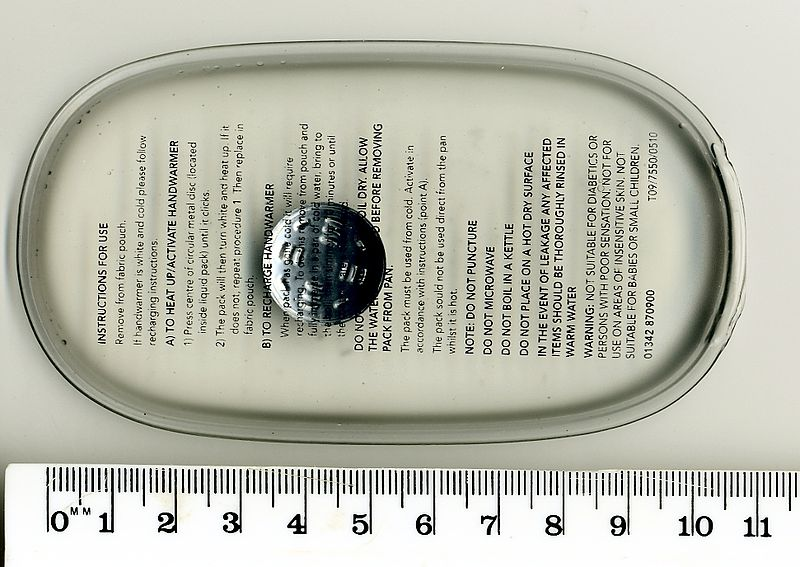 INSTRUCTIONS FOR USE
Remove from fabric pouch.
If handwarmer is white and cold please follow
recharging instructions.
A) TO HEAT UP/ACTIVATE HANDWARMER
1) Press centre of circular metal disc (located
inside liquid pack) until it clicks.
2) The pack will then turn white and heat up. If it
does not, repeat procedure 1. Then replace in
fabric pouch.
B) TO RECHARGE HANDWARMER
When pack has gone cold it will require
recharging. To remove from pouch and
fully in a pan of cold water, bring to
the minutes or until
the
DO NO BOIL DRY. ALLOW
THE WATE BEFORE REMOVING
PACK FROM PAN.
The pack must be used from cold. Activate in
accordance with instructions (point A).
The pack sould not be used direct from the pan
whilst it is hot.
NOTE: DO NOT PUNCTURE
DO NOT MICROWAVE
DO NOT BOIL IN A KETTLE
DO NOT PLACE ON A HOT DRY SURFACE
IN THE EVENT OF LEAKAGE ANY AFFECTED
ITEMS SHOULD BE THOROUGHLY RINSED IN
WARM WATER
WARNING: NOT SUITABLE FOR DIABETICS OR
PERSONS WITH POOR SENSATION. NOT FOR
USE ON AREAS OF INSENSITIVE SKIN. NOT
SUITABLE FOR BABIES OR SMALL CHILDREN.
01342 870900 T09/7550/0510
0 MM 1 2 3 4 5 6 7 8 9 10 11